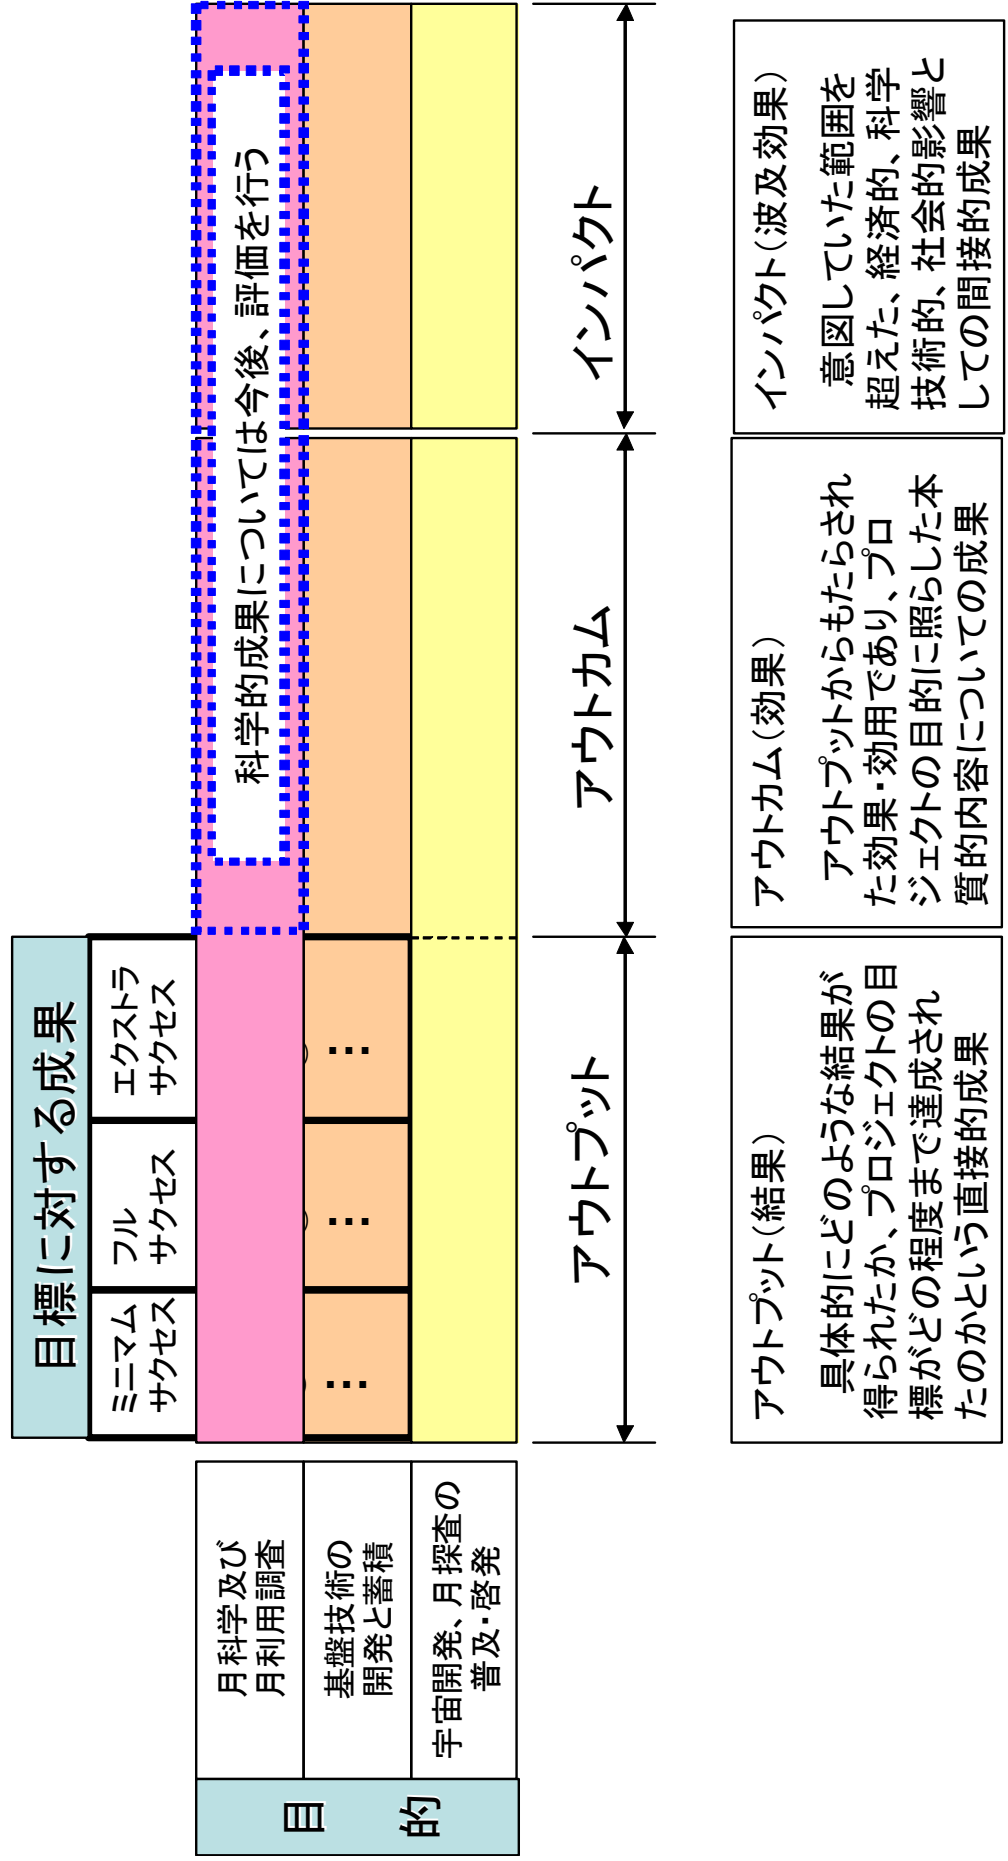 目標に対する成果
ミニマム
サクセス
フル
サクセス
エクストラ
サクセス
目 的
月科学及び
月利用調査
科学的成果については今後、評価を行う
基盤技術の
開発と蓄積
…
…
…
宇宙開発、月探査の
普及・啓発
アウトプット
アウトカム
インパクト
アウトプット(結果)
具体的にどのような結果が
得られたか、プロジェクトの目
標がどの程度まで達成され
たのかという直接的成果
アウトカム(効果)
アウトプットからもたらされ
た効果・効用であり、プロ
ジェクトの目的に照らした本
質的内容についての成果
インパクト(波及効果)
意図していた範囲を
超えた、経済的、科学
技術的、社会的影響と
しての間接的成果